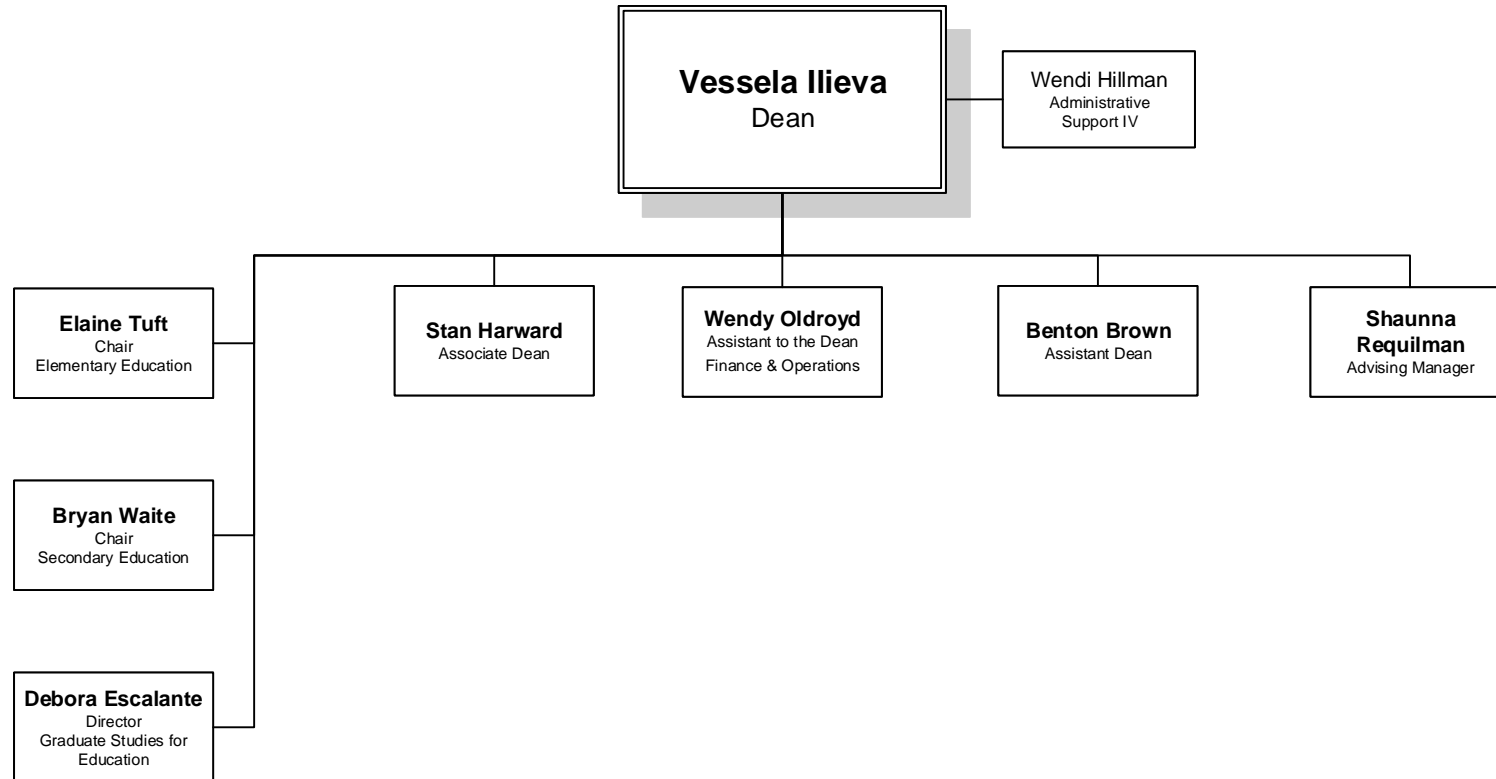 Vessela Ilieva
Dean
Wendi Hillman
Administrative
Support IV
Elaine Tuft
Chair
Elementary Education
Stan Harward
Associate Dean
Wendy Oldroyd
Assistant to the Dean
Finance & Operations
Benton Brown
Assistant Dean
Shaunna
Requilman
Advising Manager
Bryan Waite
Chair
Secondary Education
Debora Escalante
Director
Graduate Studies for
Education